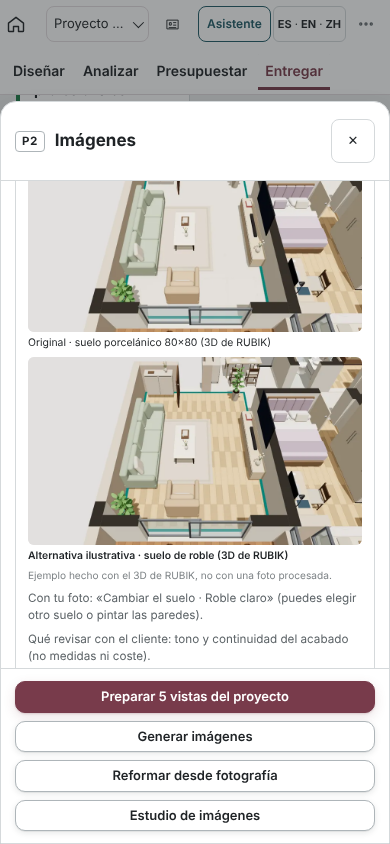 Proyecto ...
Asistente
ES · EN · ZH
Diseñar
Analizar
Presupuestar
Entregar
P2
Imágenes
×
Original · suelo porcelánico 80×80 (3D de RUBIK)
Alternativa ilustrativa · suelo de roble (3D de RUBIK)
Ejemplo hecho con el 3D de RUBIK, no con una foto procesada.
Con tu foto: «Cambiar el suelo · Roble claro» (puedes elegir
otro suelo o pintar las paredes).
Qué revisar con el cliente: tono y continuidad del acabado
(no medidas ni coste).
Preparar 5 vistas del proyecto
Generar imágenes
Reformar desde fotografía
Estudio de imágenes